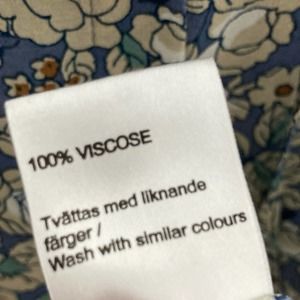 100% VISCOSE
Tvättas med liknande
färger /
Wash with similar colours